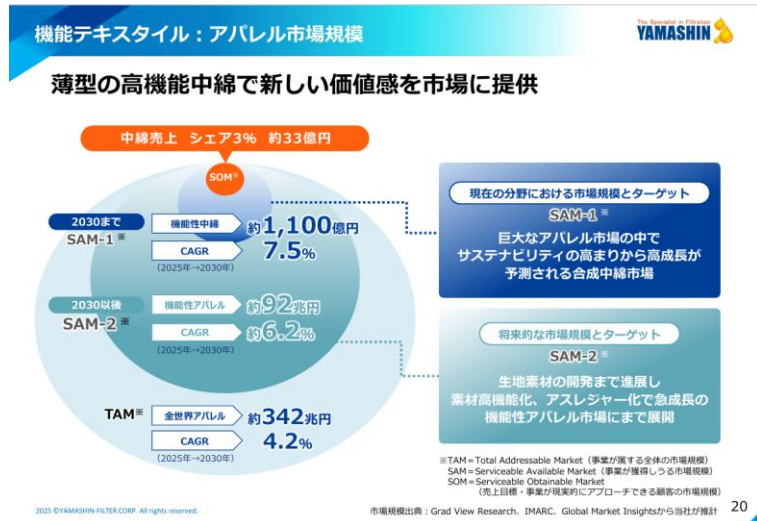 機能テキスタイル：アパレル市場規模
The Specialist in Filtration
YAMASHIN
薄型の高機能中綿で新しい価値感を市場に提供
中綿売上 シェア3% 約33億円
SOM※
2030まで
SAM-1※
機能性中綿
約1,100億円
CAGR
7.5%
(2025年→2030年)
2030以後
SAM-2※
機能性アパレル
約92兆円
CAGR
約6.2%
(2025年→2030年)
TAM※
全世界アパレル
約342兆円
CAGR
4.2%
(2025年→2030年)
現在の分野における市場規模とターゲット
SAM-1※
巨大なアパレル市場の中で
サステナビリティの高まりから高成長が
予測される合成中綿市場
将来的な市場規模とターゲット
SAM-2※
生地素材の開発まで進展し
素材高機能化、アスレジャー化で急成長の
機能性アパレル市場にまで展開
※TAM＝Total Addressable Market（事業が属する全体の市場規模）
SAM＝Serviceable Available Market（事業が獲得しうる市場規模）
SOM＝Serviceable Obtainable Market
（売上目標・事業が現実的にアプローチできる顧客の市場規模）
市場規模出典：Grad View Research、IMARC、Global Market Insightsから当社が推計
2025 ©YAMASHIN-FILTER CORP. All rights reserved.
20